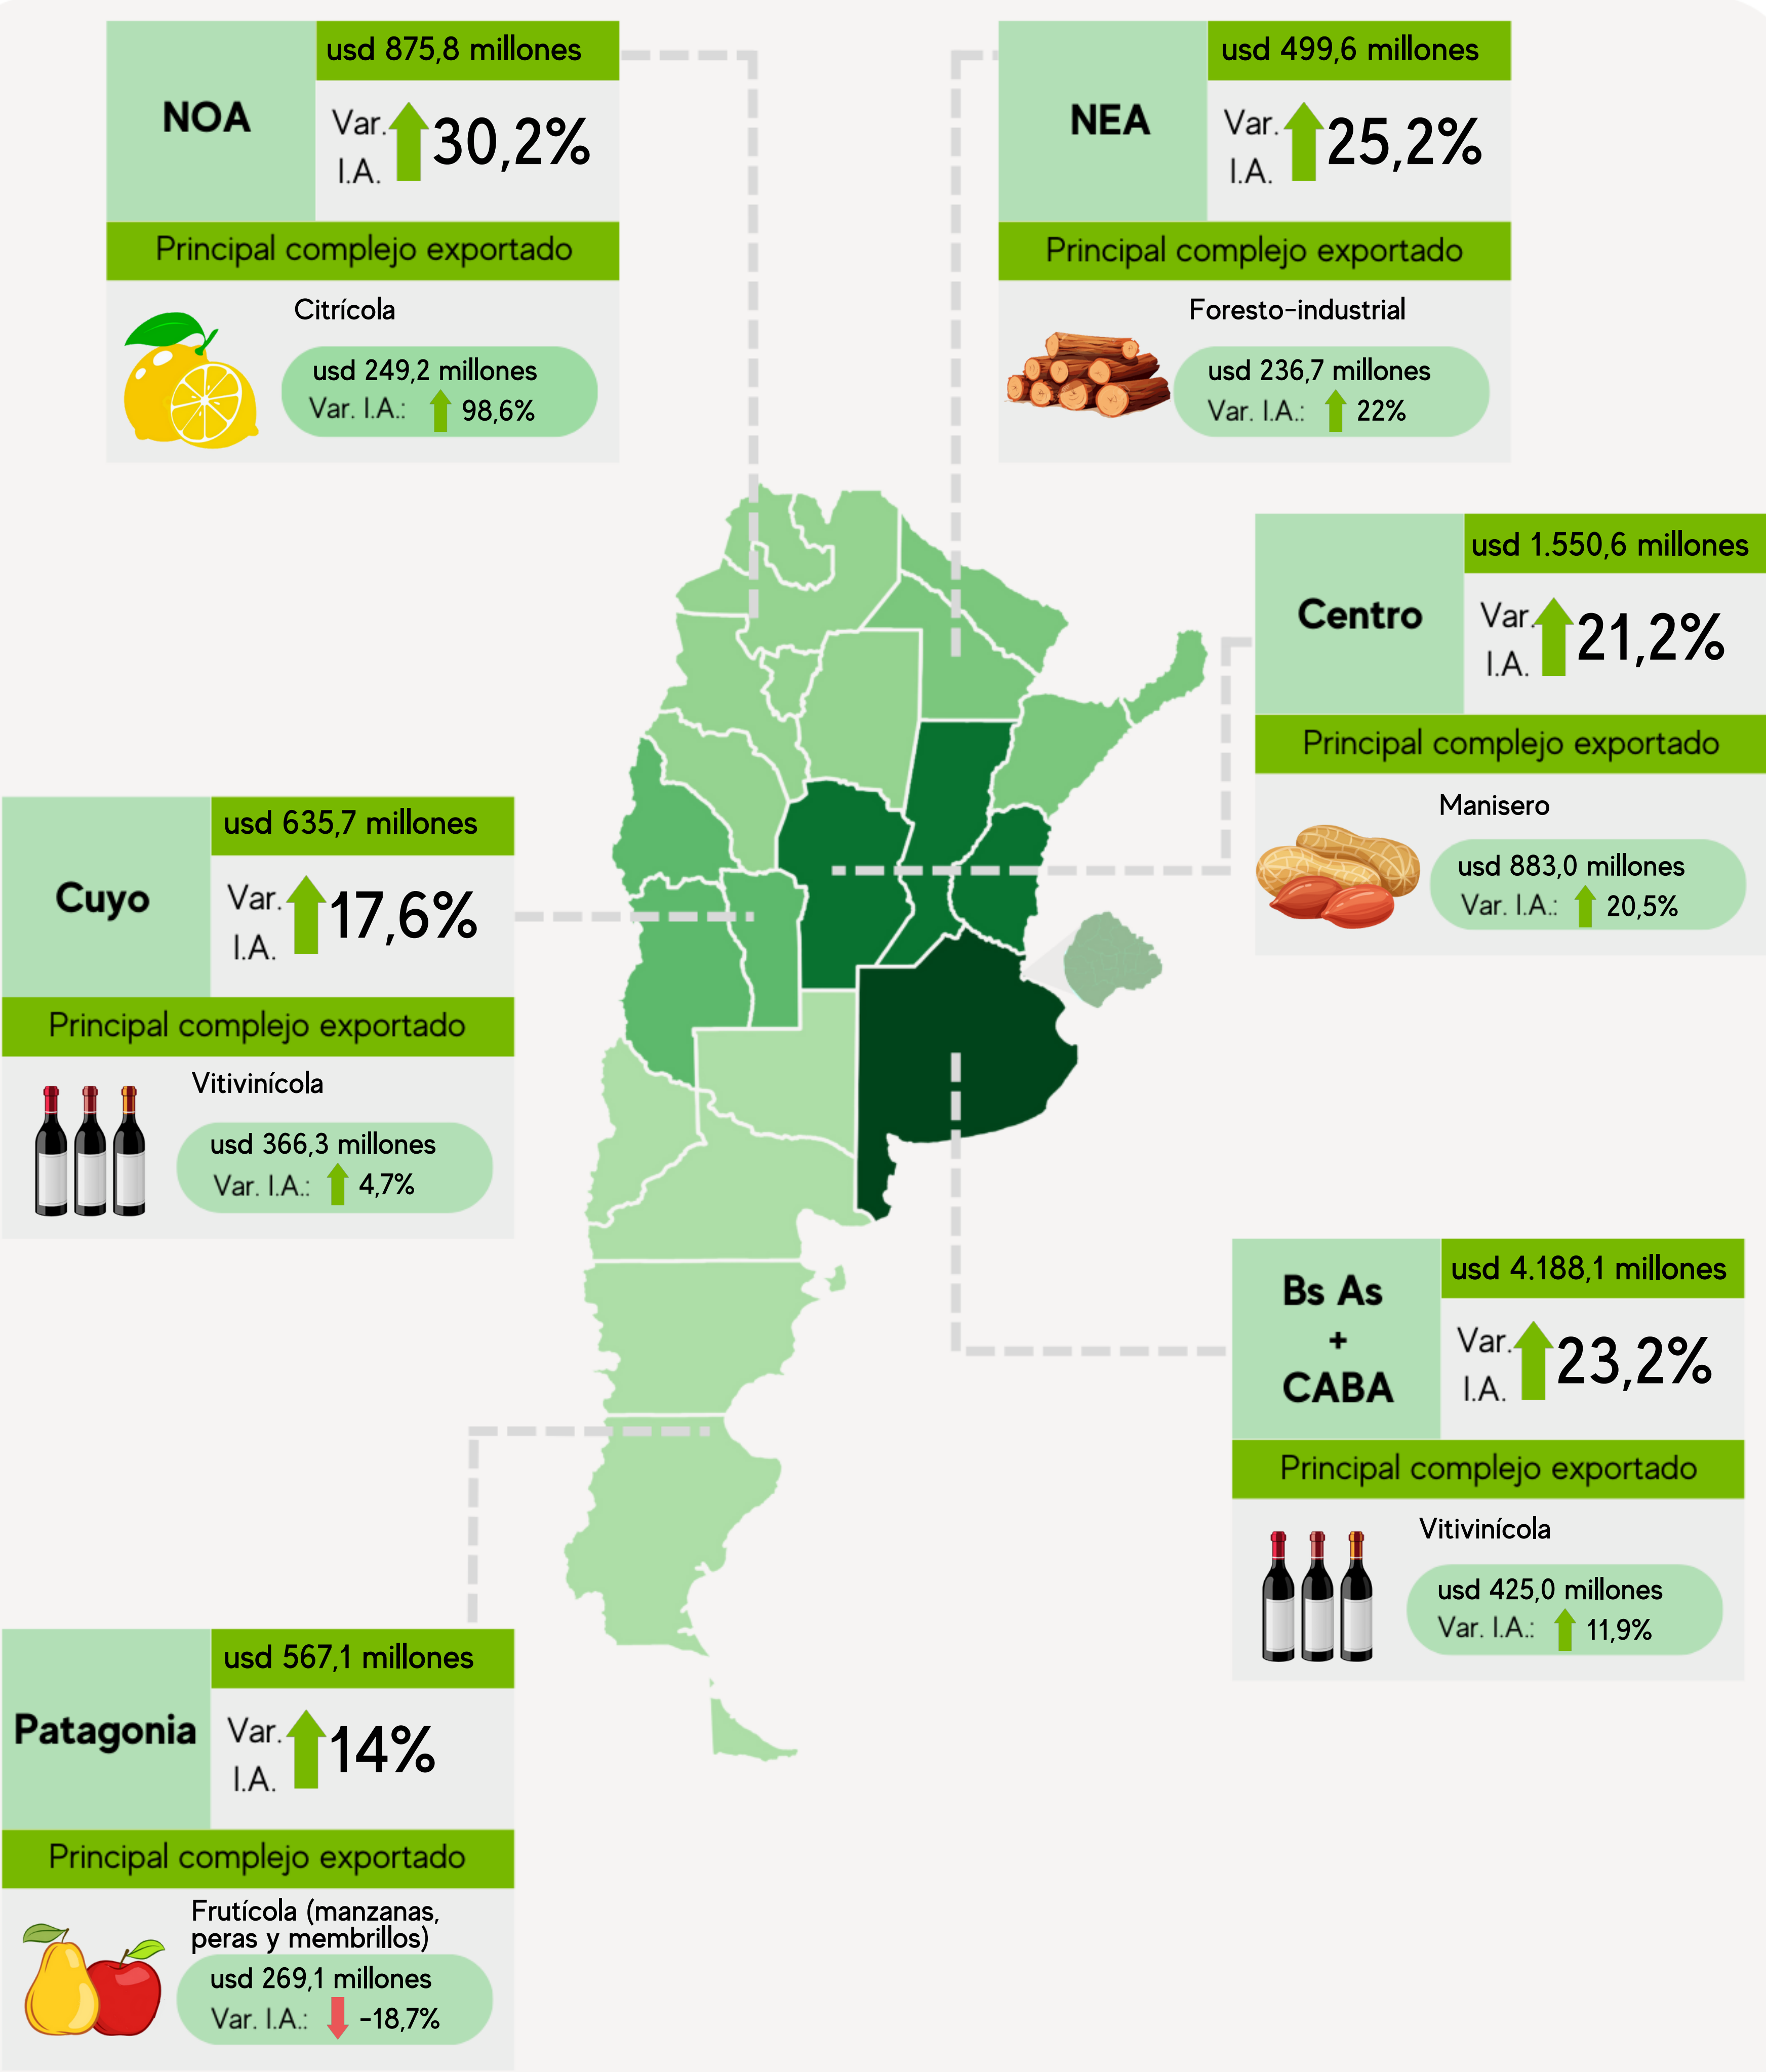 NOA
usd 875,8 millones
Var. I.A.
30,2%
Principal complejo exportado
Citrícola
usd 249,2 millones
Var. I.A.: 98,6%
NEA
usd 499,6 millones
Var. I.A.
25,2%
Principal complejo exportado
Foresto-industrial
usd 236,7 millones
Var. I.A.: 22%
Centro
usd 1.550,6 millones
Var. I.A.
21,2%
Principal complejo exportado
Manisero
usd 883,0 millones
Var. I.A.: 20,5%
Cuyo
usd 635,7 millones
Var. I.A.
17,6%
Principal complejo exportado
Vitivinícola
usd 366,3 millones
Var. I.A.: 4,7%
Bs As
+
CABA
usd 4.188,1 millones
Var. I.A.
23,2%
Principal complejo exportado
Vitivinícola
usd 425,0 millones
Var. I.A.: 11,9%
Patagonia
usd 567,1 millones
Var. I.A.
14%
Principal complejo exportado
Frutícola (manzanas,
peras y membrillos)
usd 269,1 millones
Var. I.A.: -18,7%